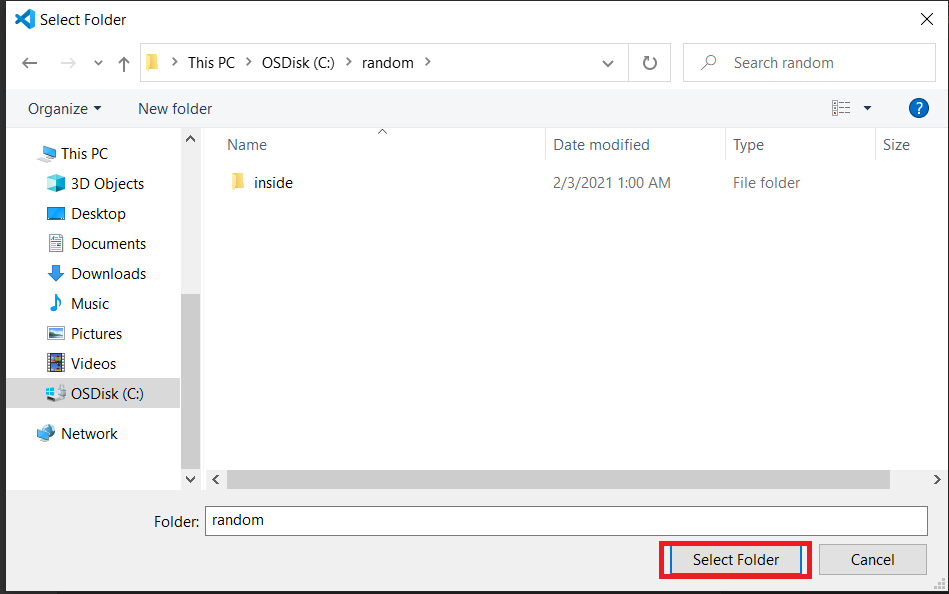 Select Folder
This PC OSDisk (C:) random
Search random
Organize New folder
?
Name Date modified Type Size
inside 2/3/2021 1:00 AM File folder
This PC
3D Objects
Desktop
Documents
Downloads
Music
Pictures
Videos
OSDisk (C:)
Network
Folder: random
Select Folder Cancel